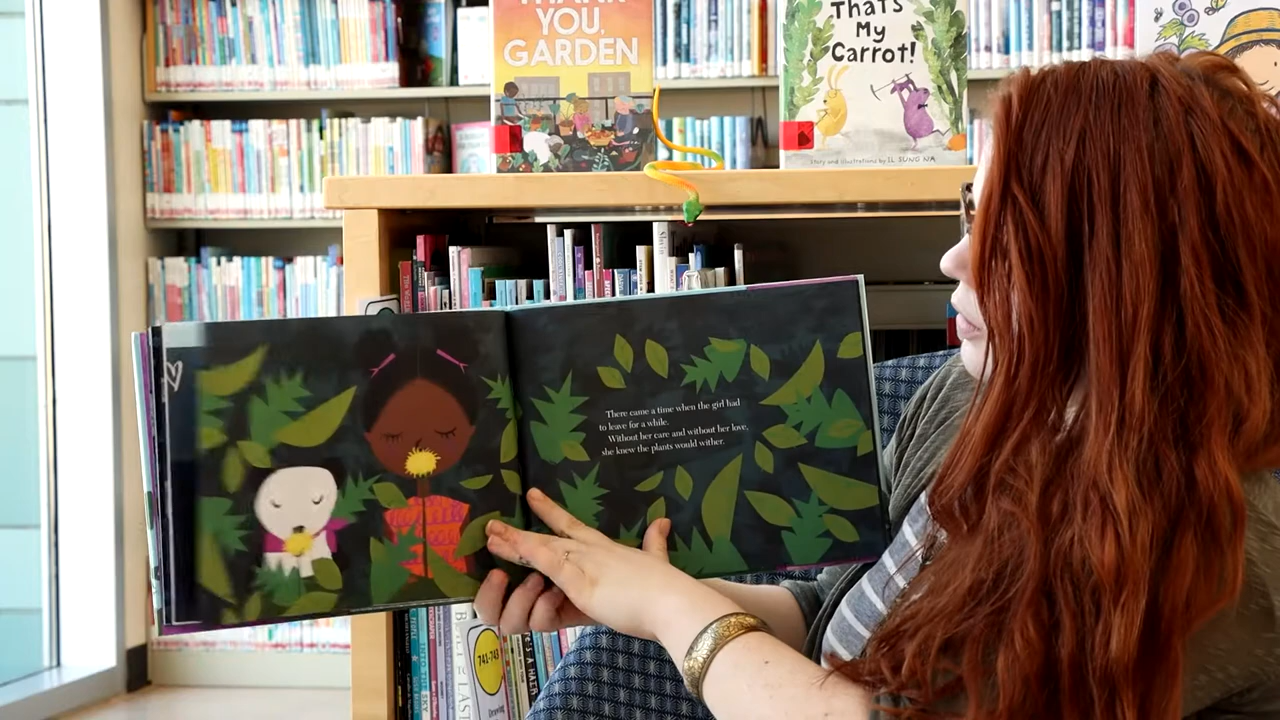 THANK
YOU,
GARDEN
That's
My
Carrot!
Story and illustrations by IL SUNG NA
There came a time when the girl had
to leave for a while.
Without her care and without her love,
she knew the plants would wither.
741-743
Drawing